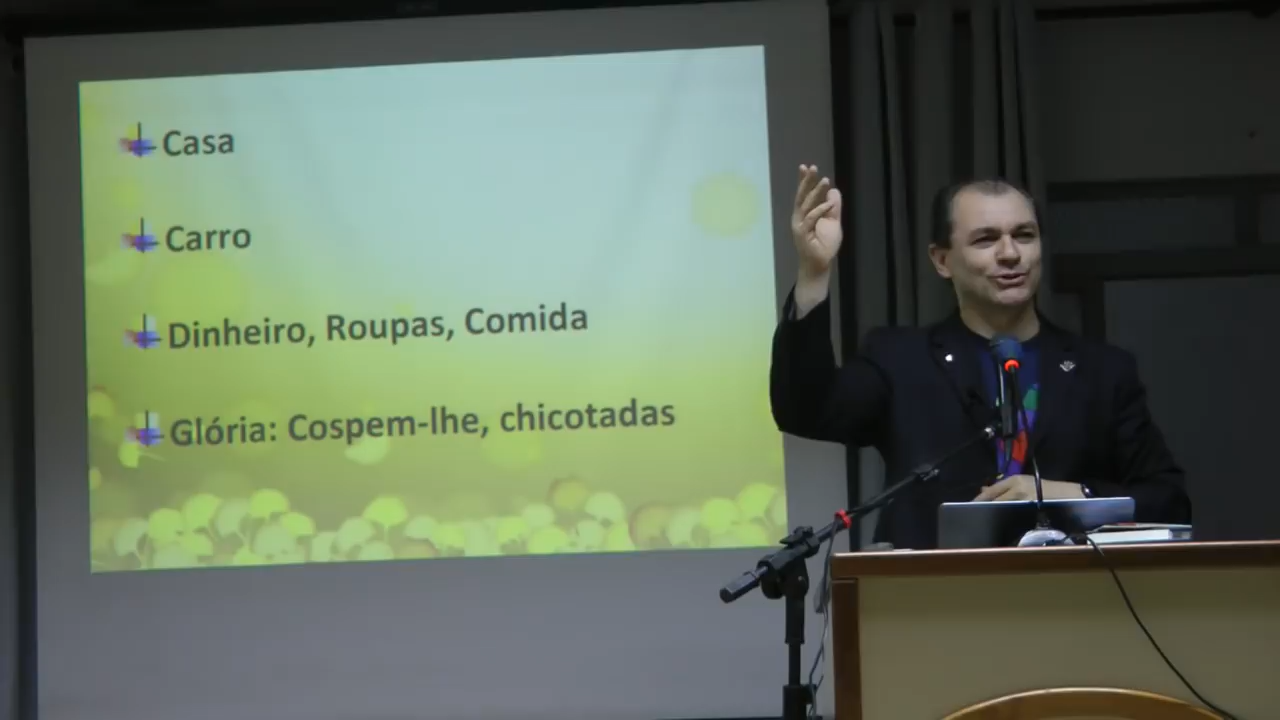 Casa
Carro
Dinheiro, Roupas, Comida
Glória: Cospem-lhe, chicotadas